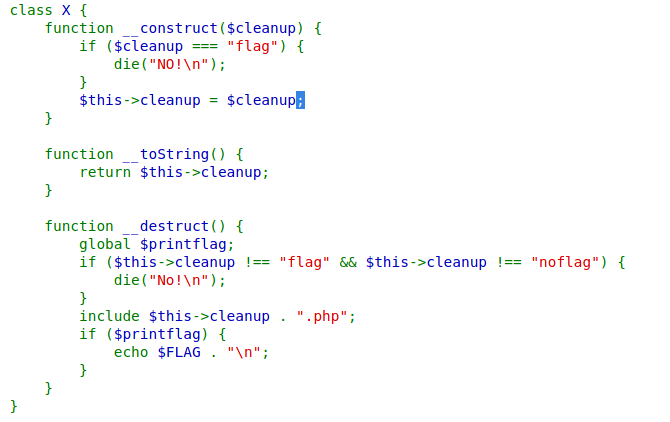 class X {
    function __construct($cleanup) {
        if ($cleanup === "flag") {
            die("NO!\n");
        }
        $this->cleanup = $cleanup;
    }

    function __toString() {
        return $this->cleanup;
    }

    function __destruct() {
        global $printflag;
        if ($this->cleanup !== "flag" && $this->cleanup !== "noflag") {
            die("No!\n");
        }
        include $this->cleanup . ".php";
        if ($printflag) {
            echo $FLAG . "\n";
        }
    }
}